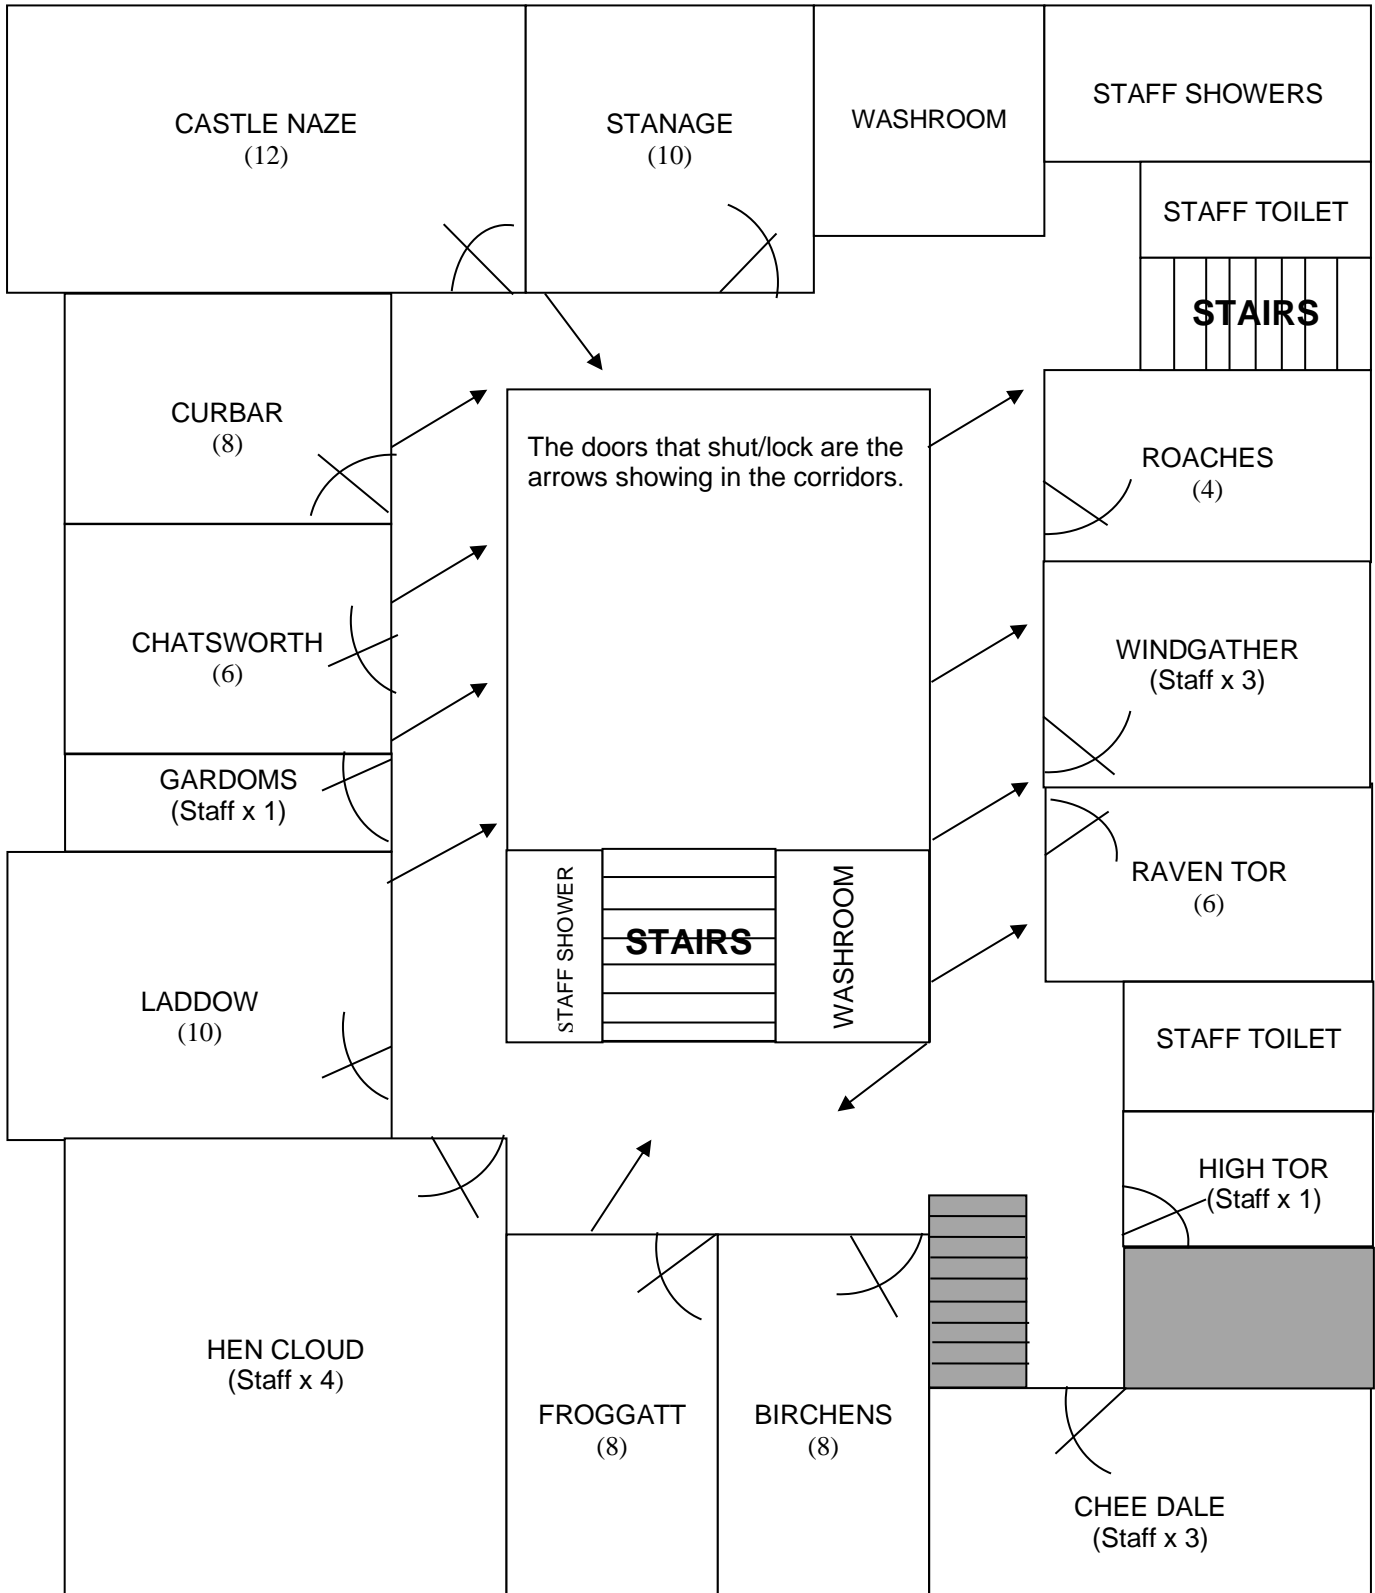 CASTLE NAZE
(12)
STANAGE
(10)
WASHROOM
STAFF SHOWERS
STAFF TOILET
STAIRS
CURBAR
(8)
The doors that shut/lock are the
arrows showing in the corridors.
ROACHES
(4)
CHATSWORTH
(6)
WINDGATHER
(Staff x 3)
GARDOMS
(Staff x 1)
RAVEN TOR
(6)
STAFF SHOWER
STAIRS
WASHROOM
LADDOW
(10)
STAFF TOILET
HIGH TOR
(Staff x 1)
HEN CLOUD
(Staff x 4)
FROGGATT
(8)
BIRCHENS
(8)
CHEE DALE
(Staff x 3)